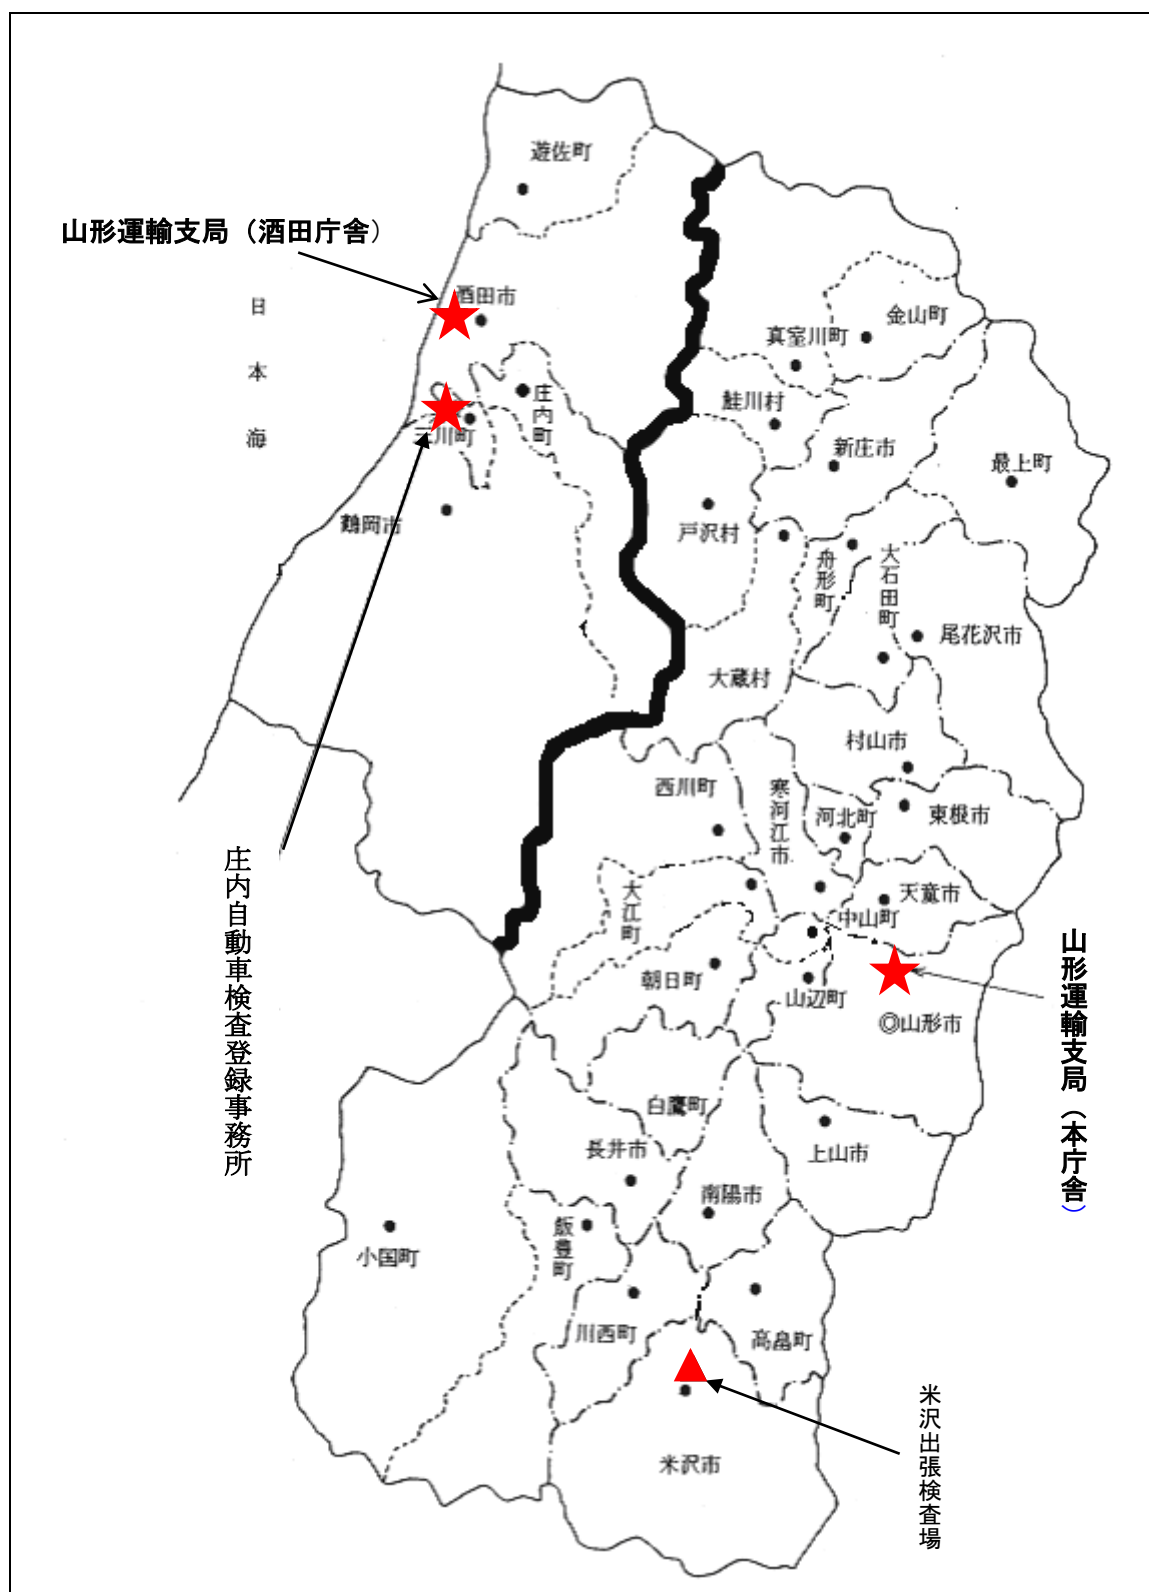 遊佐町
山形運輸支局（酒田庁舎）
酒田市
日本海
金山町
真室川町
庄内町
鮭川村
三川町
新庄市
最上町
鶴岡市
戸沢村
舟形町
大石田町
尾花沢市
大蔵村
村山市
西川町
寒河江市
河北町
東根市
庄内自動車検査登録事務所
大江町
天童市
中山町
山形運輸支局（本庁舎）
朝日町
山辺町
◎山形市
白鷹町
長井市
上山市
南陽市
飯豊町
小国町
川西町
高畠町
米沢出張検査場
米沢市